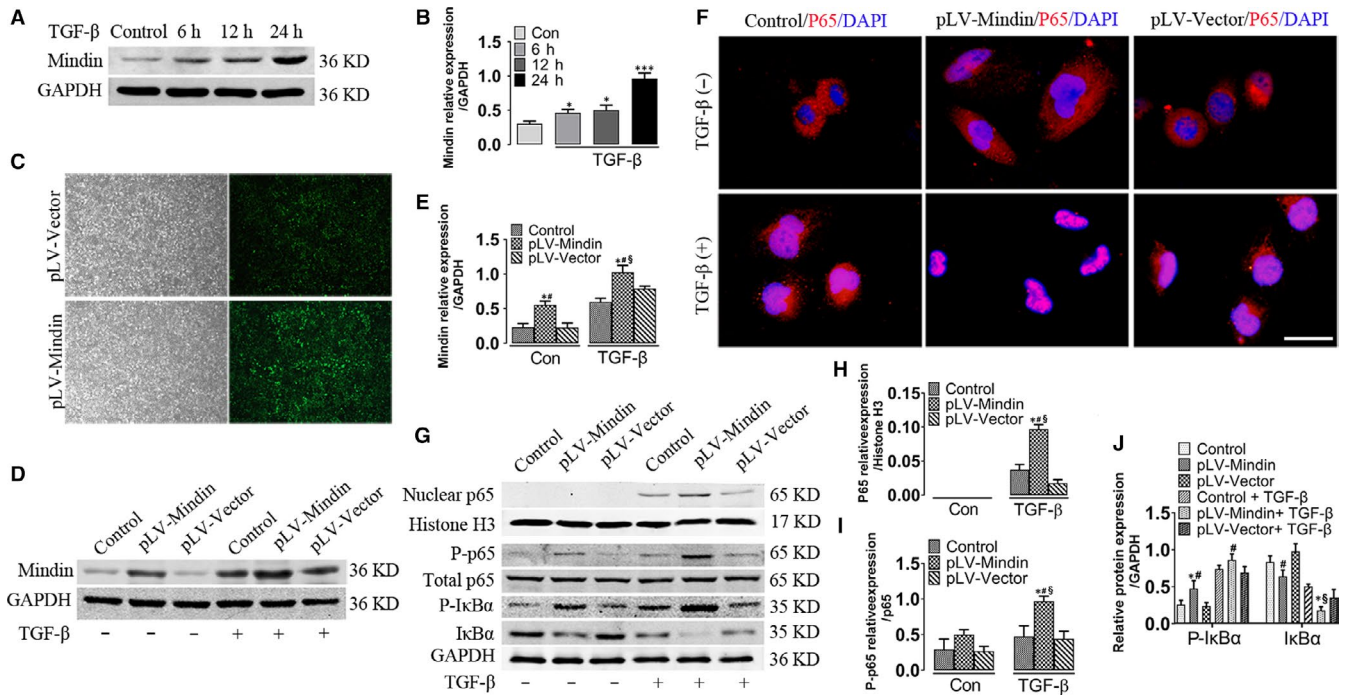 A
TGF-β Control 6 h 12 h 24 h
Mindin 36 KD
GAPDH 36 KD
B
Mindin relative expression
/GAPDH
1.5
1.0
0.5
0.0
Con
6 h
12 h
24 h
* * ***
TGF-β
C
pLV-Vector
pLV-Mindin
D
Control pLV-Mindin pLV-Vector Control pLV-Mindin pLV-Vector
Mindin 36 KD
GAPDH 36 KD
TGF-β − − − + + +
E
Mindin relative expression
/GAPDH
1.5
1.0
0.5
0.0
Control
pLV-Mindin
pLV-Vector
*# *#§
Con TGF-β
F
Control/P65/DAPI pLV-Mindin/P65/DAPI pLV-Vector/P65/DAPI
TGF-β (−)
TGF-β (+)
G
Control pLV-Mindin pLV-Vector Control pLV-Mindin pLV-Vector
Nuclear p65 65 KD
Histone H3 17 KD
P-p65 65 KD
Total p65 65 KD
P-IκBα 35 KD
IκBα 35 KD
GAPDH 36 KD
TGF-β − − − + + +
H
P65 relativeexpression
/Histone H3
0.15
0.10
0.05
0.00
Control
pLV-Mindin
pLV-Vector
*#§
Con TGF-β
I
P-p65 relativeexpression
/p65
1.5
1.0
0.5
0.0
Control
pLV-Mindin
pLV-Vector
*#§
Con TGF-β
J
Control
pLV-Mindin
pLV-Vector
Control + TGF-β
pLV-Mindin+ TGF-β
pLV-Vector+ TGF-β
Relative protein expression
/GAPDH
1.5
1.0
0.5
0.0
*# # # *§
P-IκBα IκBα